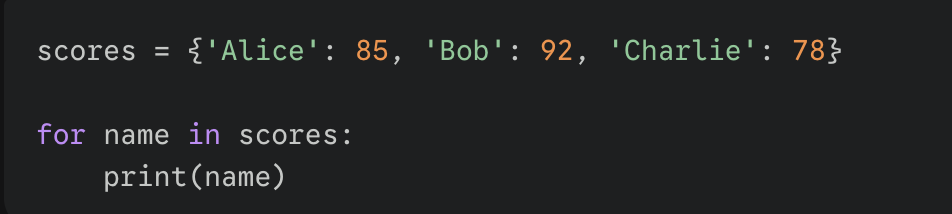 scores = {'Alice': 85, 'Bob': 92, 'Charlie': 78}
for name in scores:
    print(name)